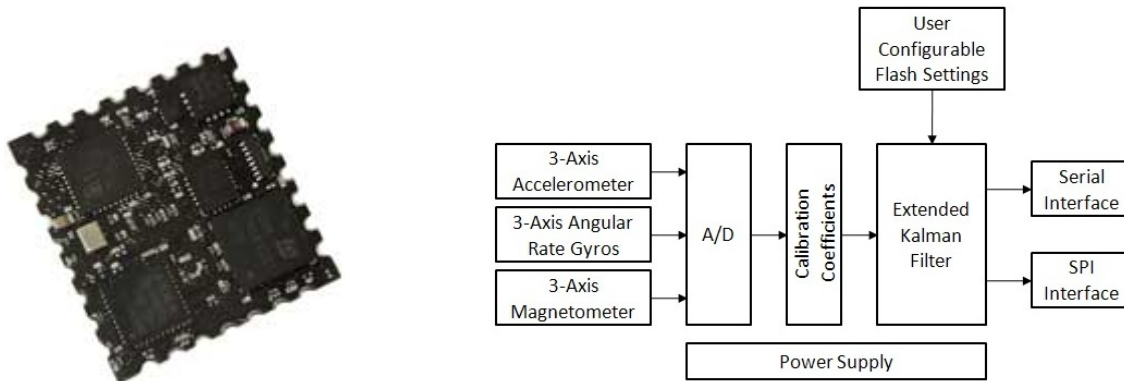 User
Configurable
Flash Settings
3-Axis
Accelerometer
3-Axis Angular
Rate Gyros
3-Axis
Magnetometer
A/D
Calibration
Coefficients
Extended
Kalman
Filter
Serial
Interface
SPI
Interface
Power Supply